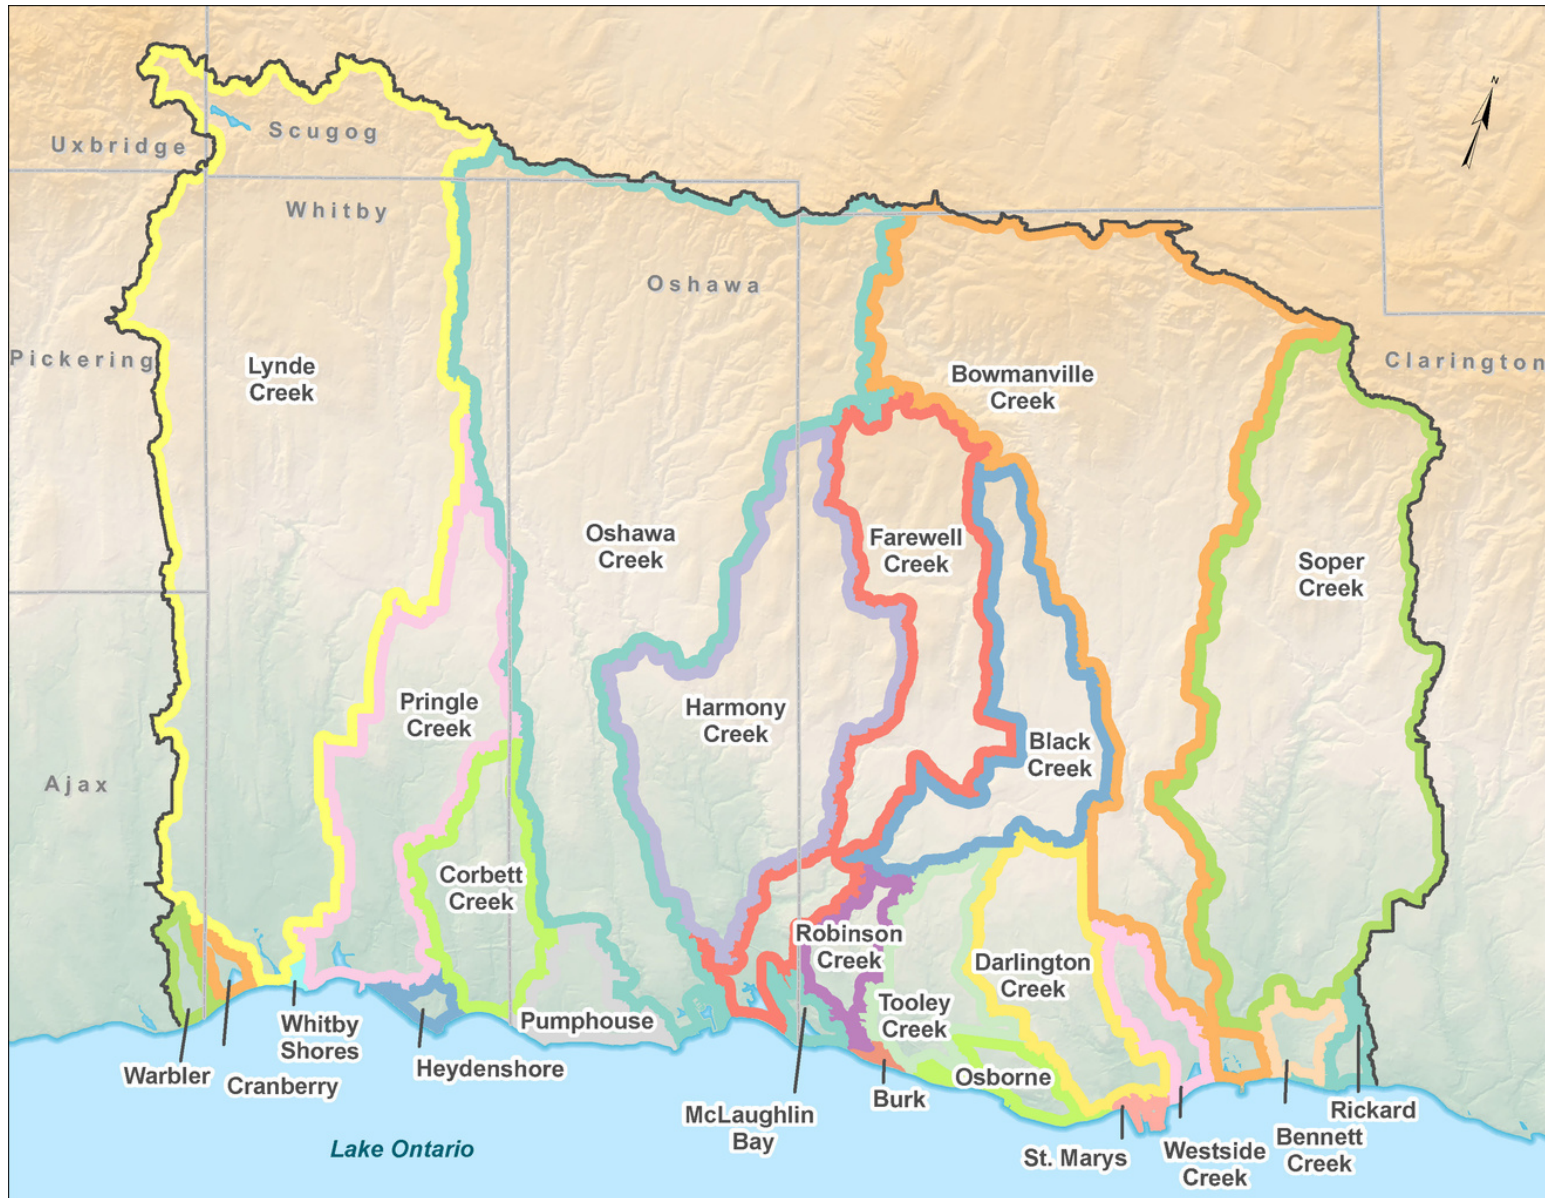 N
Uxbridge
Scugog
Whitby
Oshawa
Pickering
Clarington
Lynde
Creek
Bowmanville
Creek
Oshawa
Creek
Farewell
Creek
Soper
Creek
Pringle
Creek
Harmony
Creek
Black
Creek
Ajax
Corbett
Creek
Robinson
Creek
Darlington
Creek
Tooley
Creek
Whitby
Shores
Pumphouse
Warbler
Cranberry
Heydenshore
Osborne
Burk
McLaughlin
Bay
Rickard
Bennett
Creek
St. Marys
Westside
Creek
Lake Ontario